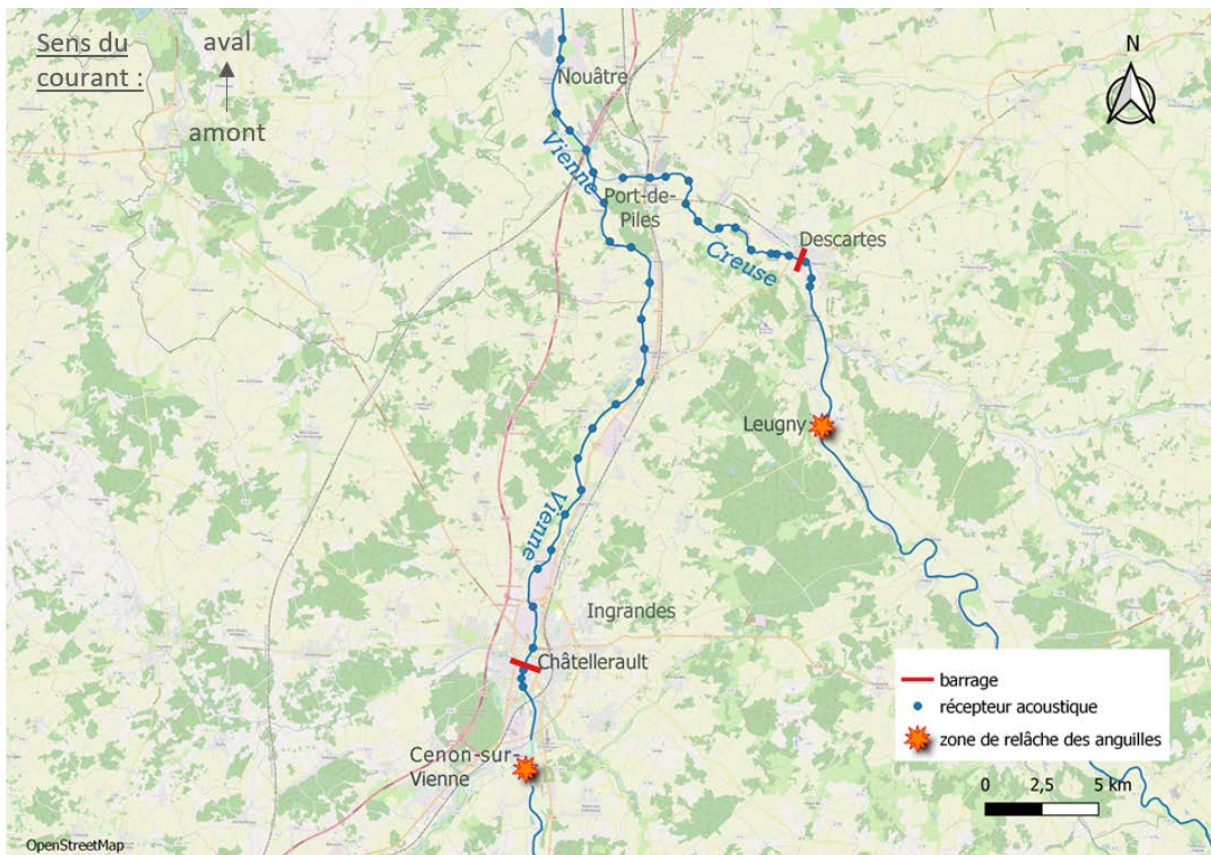 Sens du
courant :
aval
amont
N
Nouâtre
Vienne
Port-de-
Piles
Creuse
Descartes
Leugny
Vienne
Ingrandes
Châtellerault
Cenon-sur-
Vienne
barrage
récepteur acoustique
zone de relâche des anguilles
0 2,5 5 km
OpenStreetMap